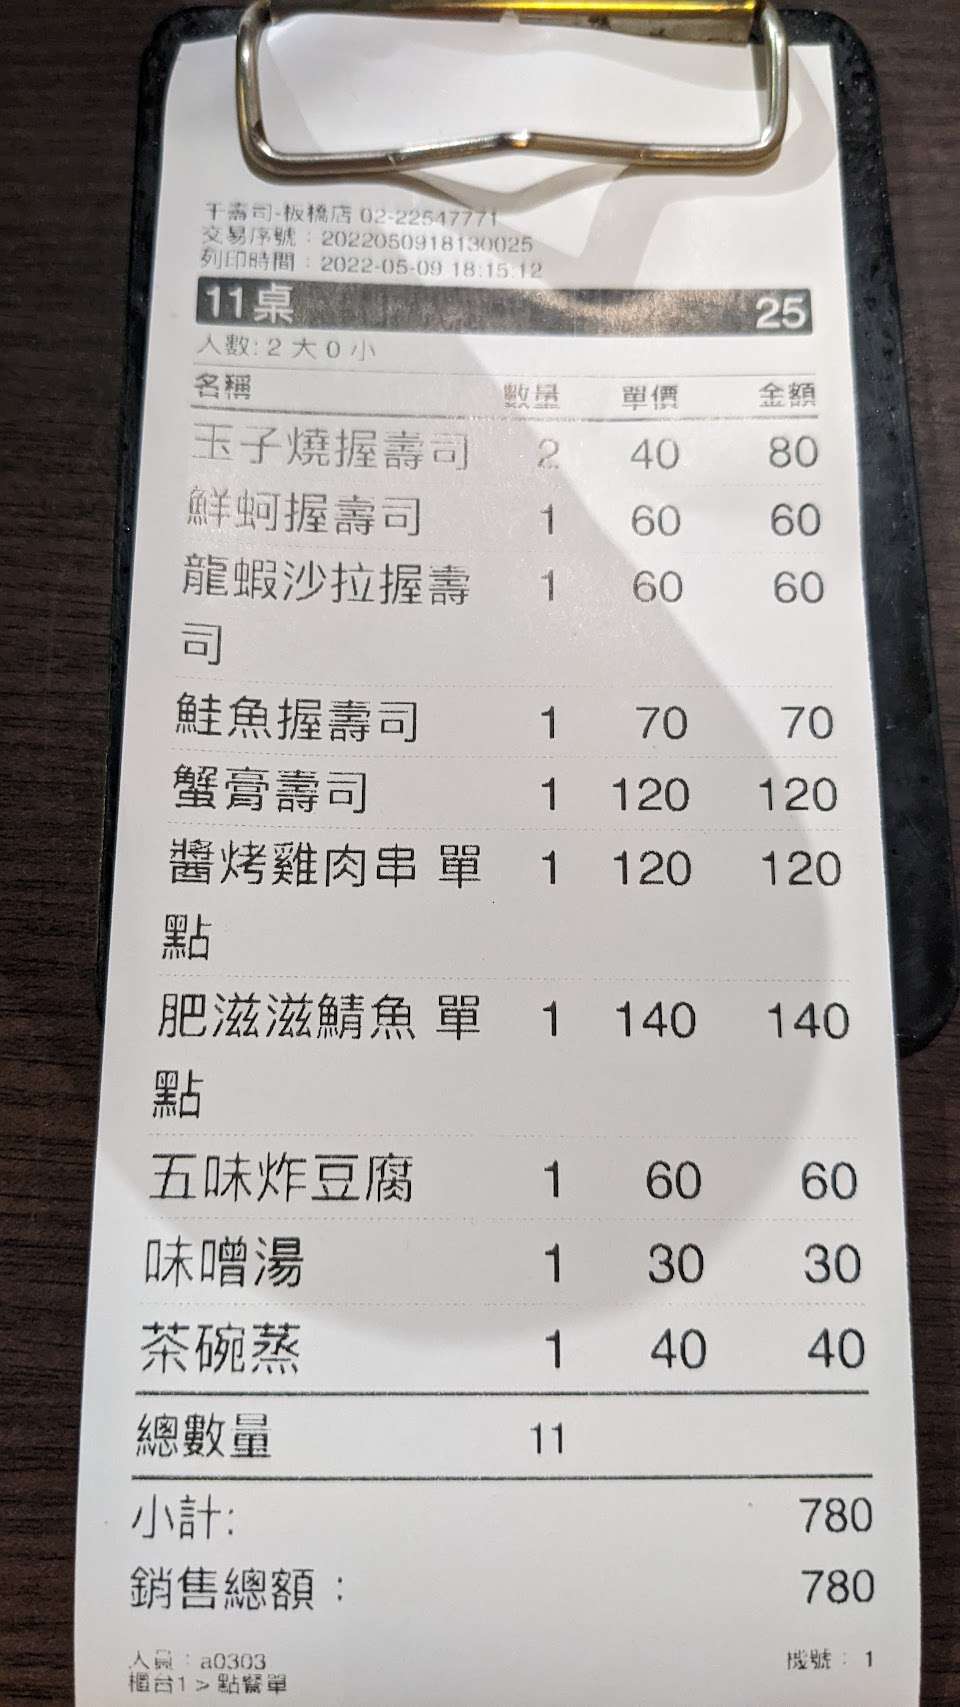 千壽司-板橋店 02-22547771
交易序號：2022050918130025
列印時間：2022-05-09 18:15:12
11桌 25
人數: 2 大 0 小
名稱 數量 單價 金額
玉子燒握壽司 2 40 80
鮮蚵握壽司 1 60 60
龍蝦沙拉握壽 1 60 60
司
鮭魚握壽司 1 70 70
蟹膏壽司 1 120 120
醬烤雞肉串 單 1 120 120
點
肥滋滋鯖魚 單 1 140 140
點
五味炸豆腐 1 60 60
味噌湯 1 30 30
茶碗蒸 1 40 40
總數量 11
小計: 780
銷售總額： 780
人員：a0303 機號：1
櫃台1 > 點餐單